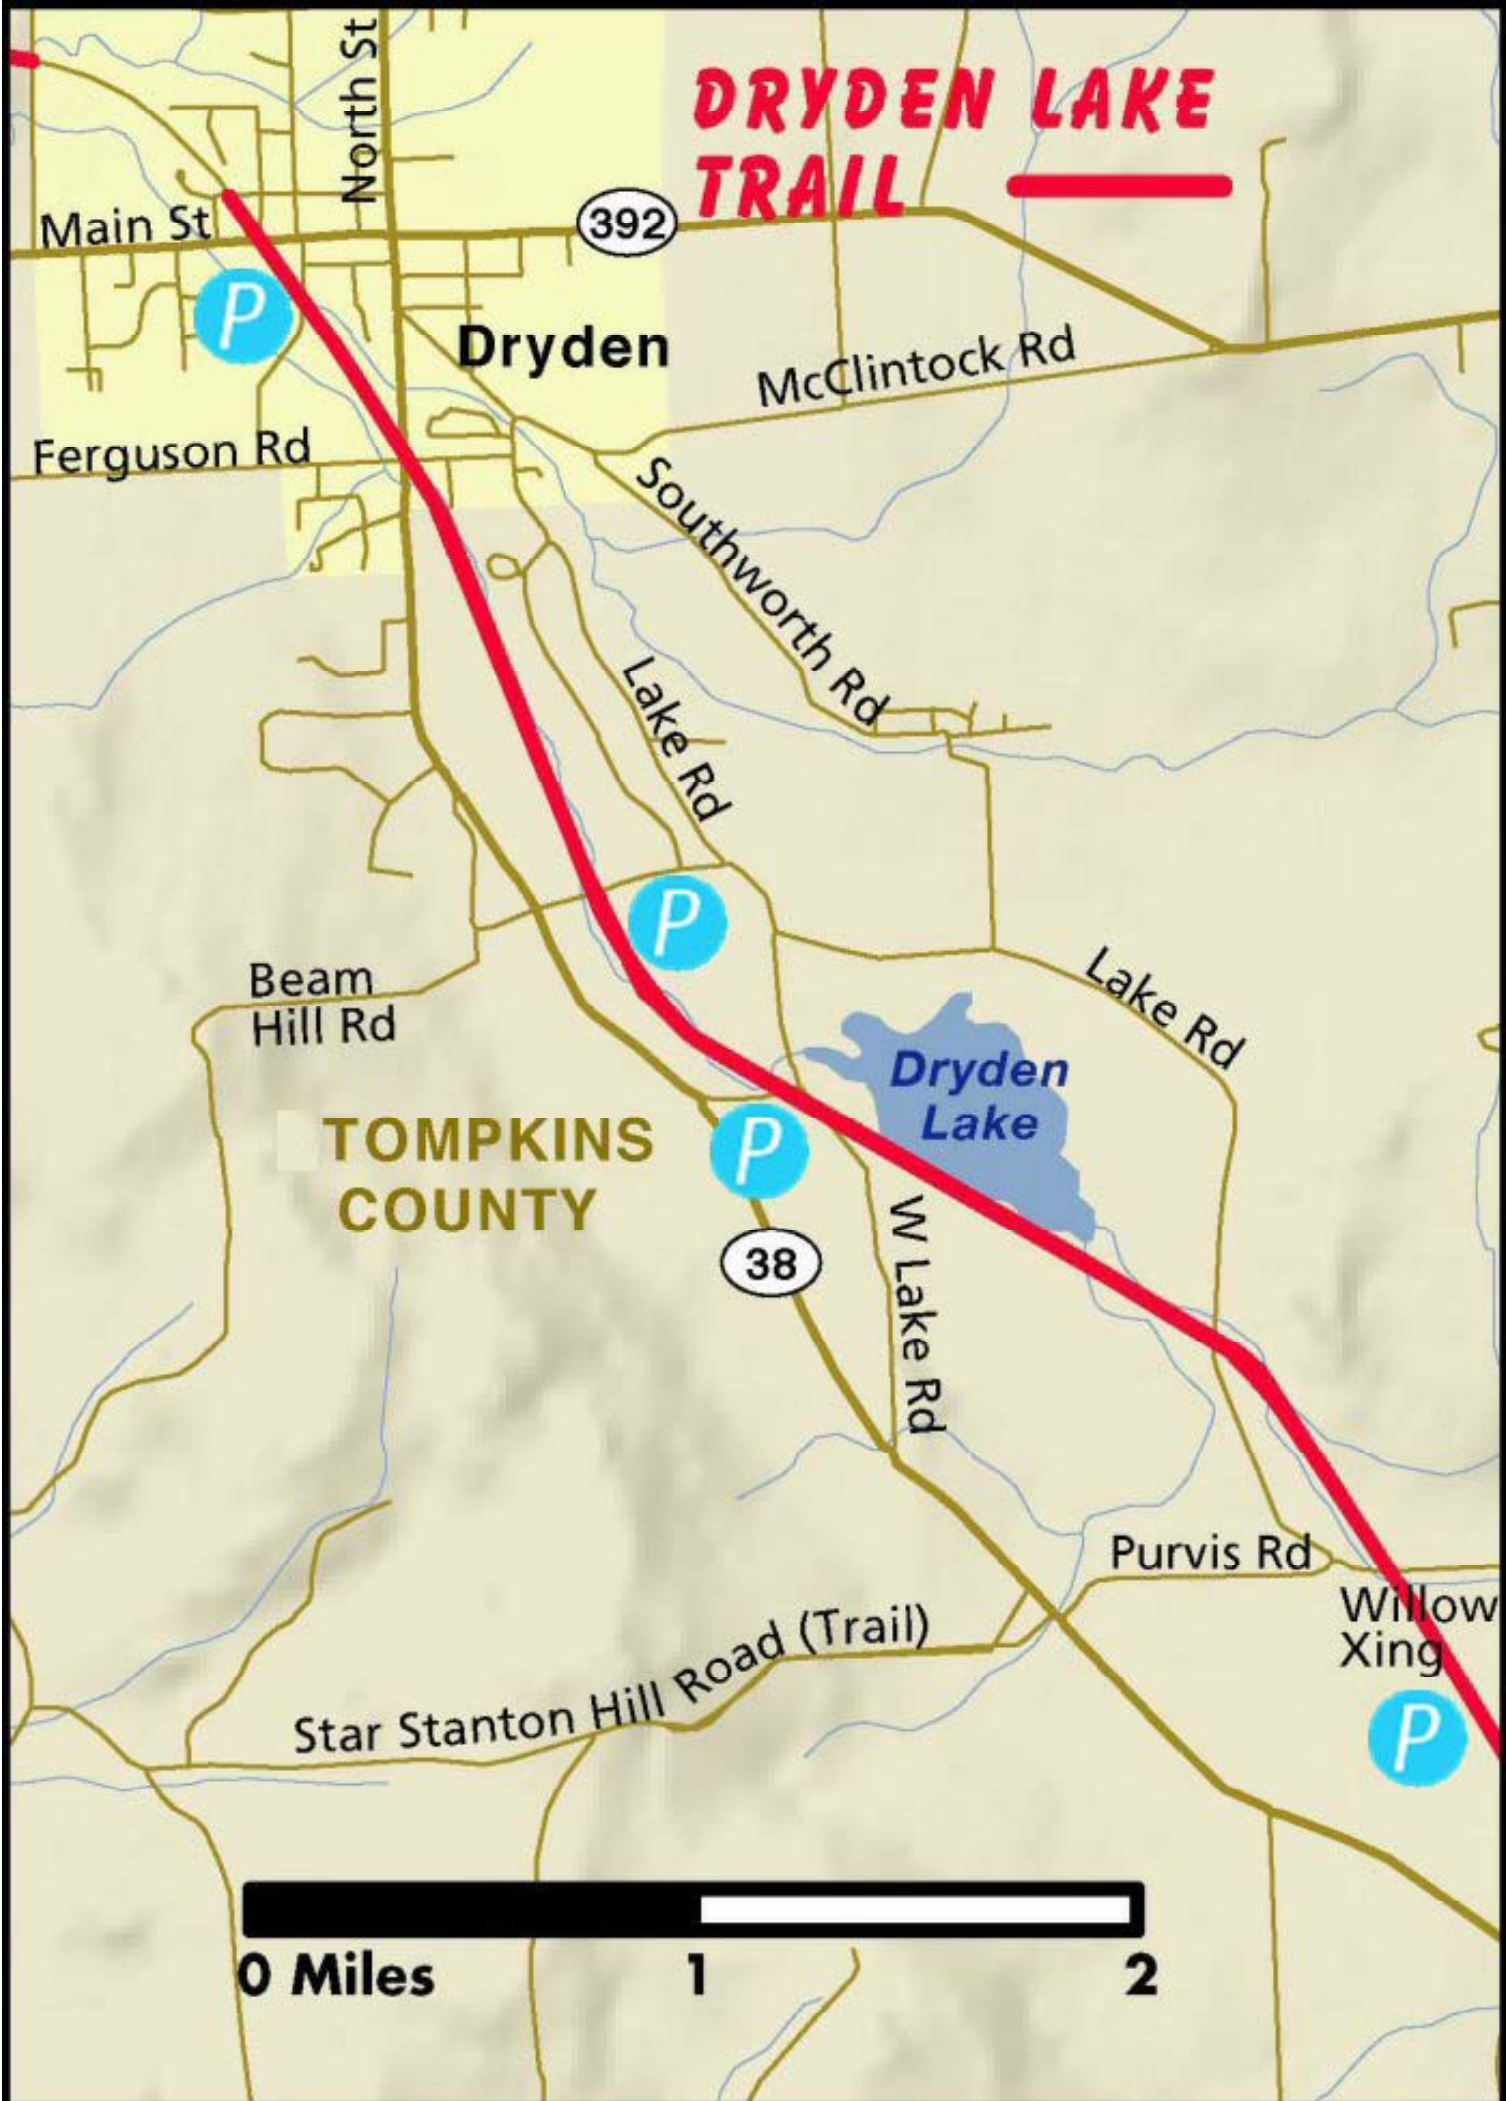 North St
DRYDEN LAKE
TRAIL
Main St
392
P
Dryden
McClintock Rd
Ferguson Rd
Southworth Rd
Lake Rd
P
Beam
Hill Rd
Lake Rd
Dryden
Lake
TOMPKINS
COUNTY
P
38
W Lake Rd
Purvis Rd
Willow
Xing
Star Stanton Hill Road (Trail)
P
0 Miles 1 2